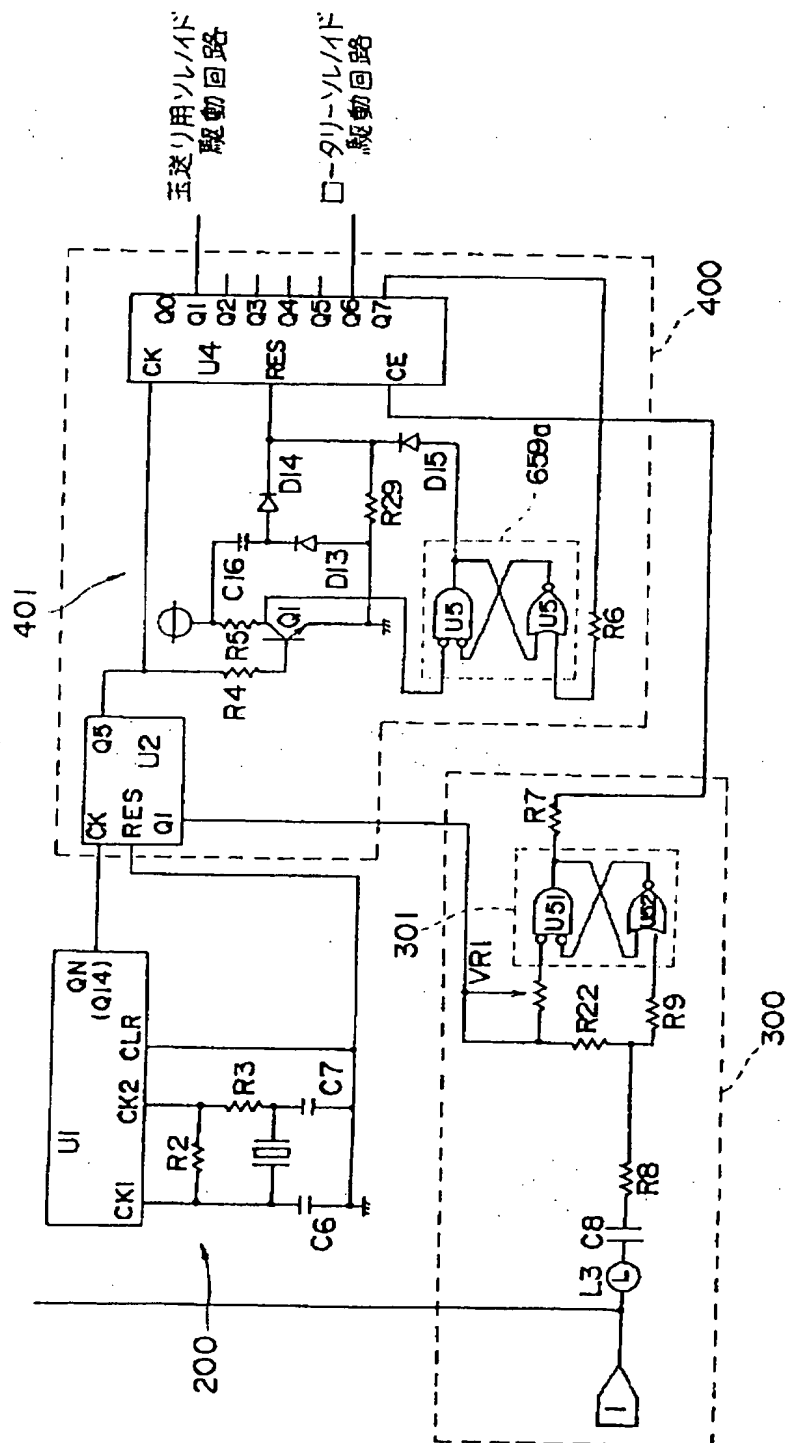 玉送り用ソレノイド
駆動回路
ロータリーソレノイド
駆動回路
401
400
U1
QN
(Q14)
CK1
CK2
CLR
R2
R3
C6
C7
200
CK
RES
Q1
Q5
U2
R4
R5
Q1
C16
D13
D14
R29
D15
CK
U4
RES
CE
Q0
Q1
Q2
Q3
Q4
Q5
Q6
Q7
659a
U5
U5
R6
300
301
VR1
U51
U52
R7
R22
R9
R8
C8
L3
L
1